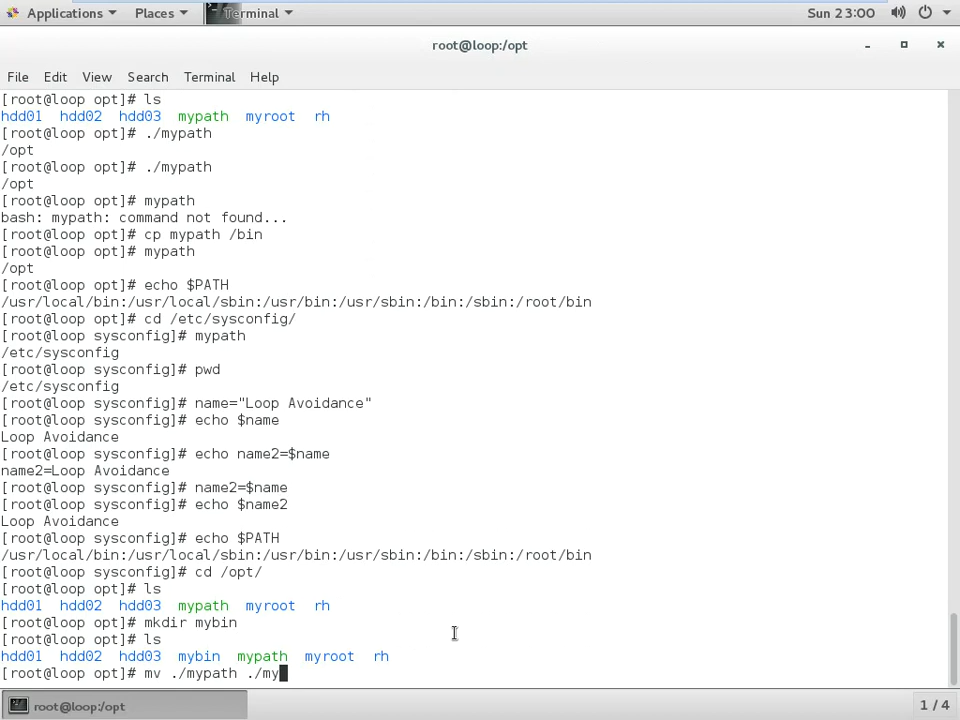 Applications Places Terminal Sun 23:00
root@loop:/opt
File Edit View Search Terminal Help
[root@loop opt]# ls
hdd01 hdd02 hdd03 mypath myroot rh
[root@loop opt]# ./mypath
/opt
[root@loop opt]# ./mypath
/opt
[root@loop opt]# mypath
bash: mypath: command not found...
[root@loop opt]# cp mypath /bin
[root@loop opt]# mypath
/opt
[root@loop opt]# echo $PATH
/usr/local/bin:/usr/local/sbin:/usr/bin:/usr/sbin:/bin:/sbin:/root/bin
[root@loop opt]# cd /etc/sysconfig/
[root@loop sysconfig]# mypath
/etc/sysconfig
[root@loop sysconfig]# pwd
/etc/sysconfig
[root@loop sysconfig]# name="Loop Avoidance"
[root@loop sysconfig]# echo $name
Loop Avoidance
[root@loop sysconfig]# echo name2=$name
name2=Loop Avoidance
[root@loop sysconfig]# name2=$name
[root@loop sysconfig]# echo $name2
Loop Avoidance
[root@loop sysconfig]# echo $PATH
/usr/local/bin:/usr/local/sbin:/usr/bin:/usr/sbin:/bin:/sbin:/root/bin
[root@loop sysconfig]# cd /opt/
[root@loop opt]# ls
hdd01 hdd02 hdd03 mypath myroot rh
[root@loop opt]# mkdir mybin
[root@loop opt]# ls
hdd01 hdd02 hdd03 mybin mypath myroot rh
[root@loop opt]# mv ./mypath ./my
root@loop:/opt 1 / 4